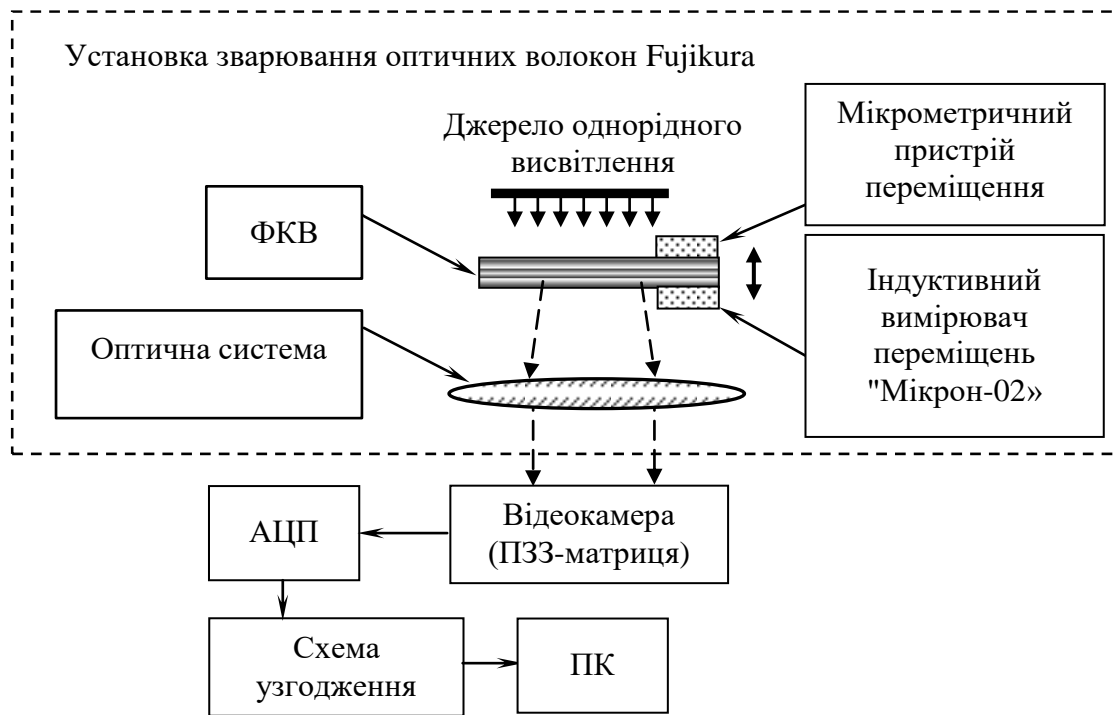 Установка зварювання оптичних волокон Fujikura
Джерело однорідного
висвітлення
Мікрометричний
пристрій
переміщення
ФКВ
Індуктивний
вимірювач
переміщень
"Мікрон-02»
Оптична система
Відеокамера
(ПЗЗ-матриця)
АЦП
Схема
узгодження
ПК